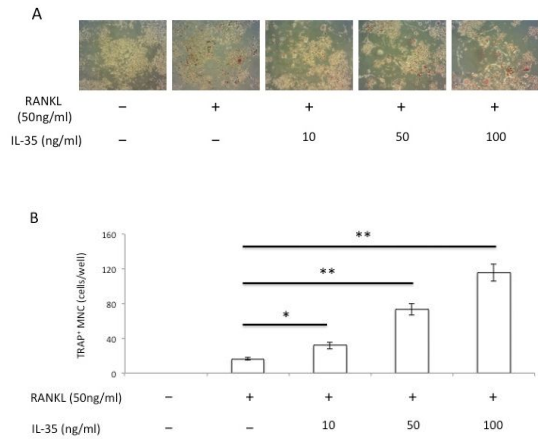 A
RANKL
(50ng/ml)
– + + + +
IL-35 (ng/ml)
– – 10 50 100
B
TRAP⁺ MNC (cells/well)
160
120
80
40
0
**
**
*
RANKL (50ng/ml) – + + + +
IL-35 (ng/ml) – – 10 50 100